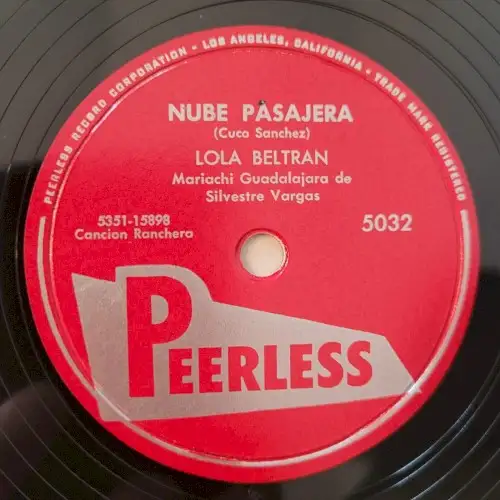 PEERLESS RECORD CORPORATION - LOS ANGELES, CALIFORNIA - TRADE MARK REGISTERED
NUBE PASAJERA
(Cuco Sanchez)
LOLA BELTRAN
Mariachi Guadalajara de
Silvestre Vargas
5351-15898
Cancion Ranchera
5032
PEERLESS